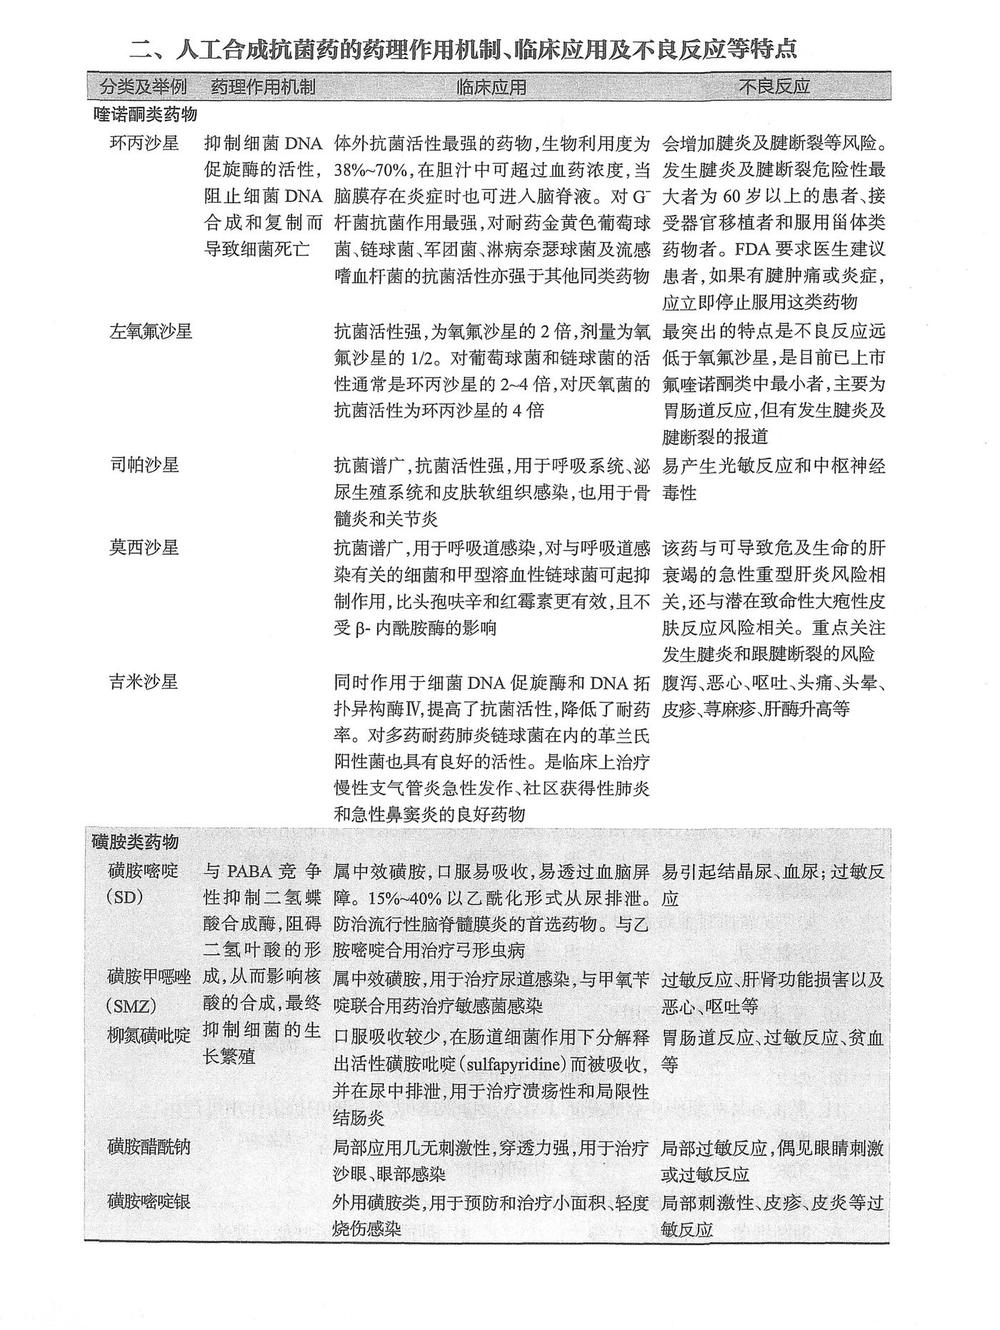 二、人工合成抗菌药的药理作用机制、临床应用及不良反应等特点
分类及举例 药理作用机制 临床应用 不良反应
喹诺酮类药物
环丙沙星 抑制细菌 DNA 体外抗菌活性最强的药物,生物利用度为 会增加腱炎及腱断裂等风险。
促旋酶的活性, 38%~70%,在胆汁中可超过血药浓度,当 发生腱炎及腱断裂危险性最
阻止细菌 DNA 脑膜存在炎症时也可进入脑脊液。对 G⁻ 大者为 60 岁以上的患者、接
合成和复制而 杆菌抗菌作用最强,对耐药金黄色葡萄球 受器官移植者和服用甾体类
导致细菌死亡 菌、链球菌、军团菌、淋病奈瑟球菌及流感 药物者。FDA 要求医生建议
嗜血杆菌的抗菌活性亦强于其他同类药物 患者,如果有腱肿痛或炎症,
应立即停止服用这类药物
左氧氟沙星 抗菌活性强,为氧氟沙星的 2 倍,剂量为氧 最突出的特点是不良反应远
氟沙星的 1/2。对葡萄球菌和链球菌的活 低于氧氟沙星,是目前已上市
性通常是环丙沙星的 2~4 倍,对厌氧菌的 氟喹诺酮类中最小者,主要为
抗菌活性为环丙沙星的 4 倍 胃肠道反应,但有发生腱炎及
腱断裂的报道
司帕沙星 抗菌谱广,抗菌活性强,用于呼吸系统、泌 易产生光敏反应和中枢神经
尿生殖系统和皮肤软组织感染,也用于骨 毒性
髓炎和关节炎
莫西沙星 抗菌谱广,用于呼吸道感染,对与呼吸道感 该药与可导致危及生命的肝
染有关的细菌和甲型溶血性链球菌可起抑 衰竭的急性重型肝炎风险相
制作用,比头孢呋辛和红霉素更有效,且不 关,还与潜在致命性大疱性皮
受 β- 内酰胺酶的影响 肤反应风险相关。重点关注
发生腱炎和跟腱断裂的风险
吉米沙星 同时作用于细菌 DNA 促旋酶和 DNA 拓 腹泻、恶心、呕吐、头痛、头晕、
扑异构酶Ⅳ,提高了抗菌活性,降低了耐药 皮疹、荨麻疹、肝酶升高等
率。对多药耐药肺炎链球菌在内的革兰氏
阳性菌也具有良好的活性。是临床上治疗
慢性支气管炎急性发作、社区获得性肺炎
和急性鼻窦炎的良好药物
磺胺类药物
磺胺嘧啶 与 PABA 竞争 属中效磺胺,口服易吸收,易透过血脑屏 易引起结晶尿、血尿;过敏反
(SD) 性抑制二氢蝶 障。15%~40% 以乙酰化形式从尿排泄。 应
酸合成酶,阻碍 防治流行性脑脊髓膜炎的首选药物。与乙
二氢叶酸的形 胺嘧啶合用治疗弓形虫病
磺胺甲噁唑 成,从而影响核 属中效磺胺,用于治疗尿道感染,与甲氧苄 过敏反应、肝肾功能损害以及
(SMZ) 酸的合成,最终 啶联合用药治疗敏感菌感染 恶心、呕吐等
柳氮磺吡啶 抑制细菌的生 口服吸收较少,在肠道细菌作用下分解释 胃肠道反应、过敏反应、贫血
长繁殖 出活性磺胺吡啶(sulfapyridine)而被吸收, 等
并在尿中排泄,用于治疗溃疡性和局限性
结肠炎
磺胺醋酰钠 局部应用几无刺激性,穿透力强,用于治疗 局部过敏反应,偶见眼睛刺激
沙眼、眼部感染 或过敏反应
磺胺嘧啶银 外用磺胺类,用于预防和治疗小面积、轻度 局部刺激性、皮疹、皮炎等过
烧伤感染 敏反应